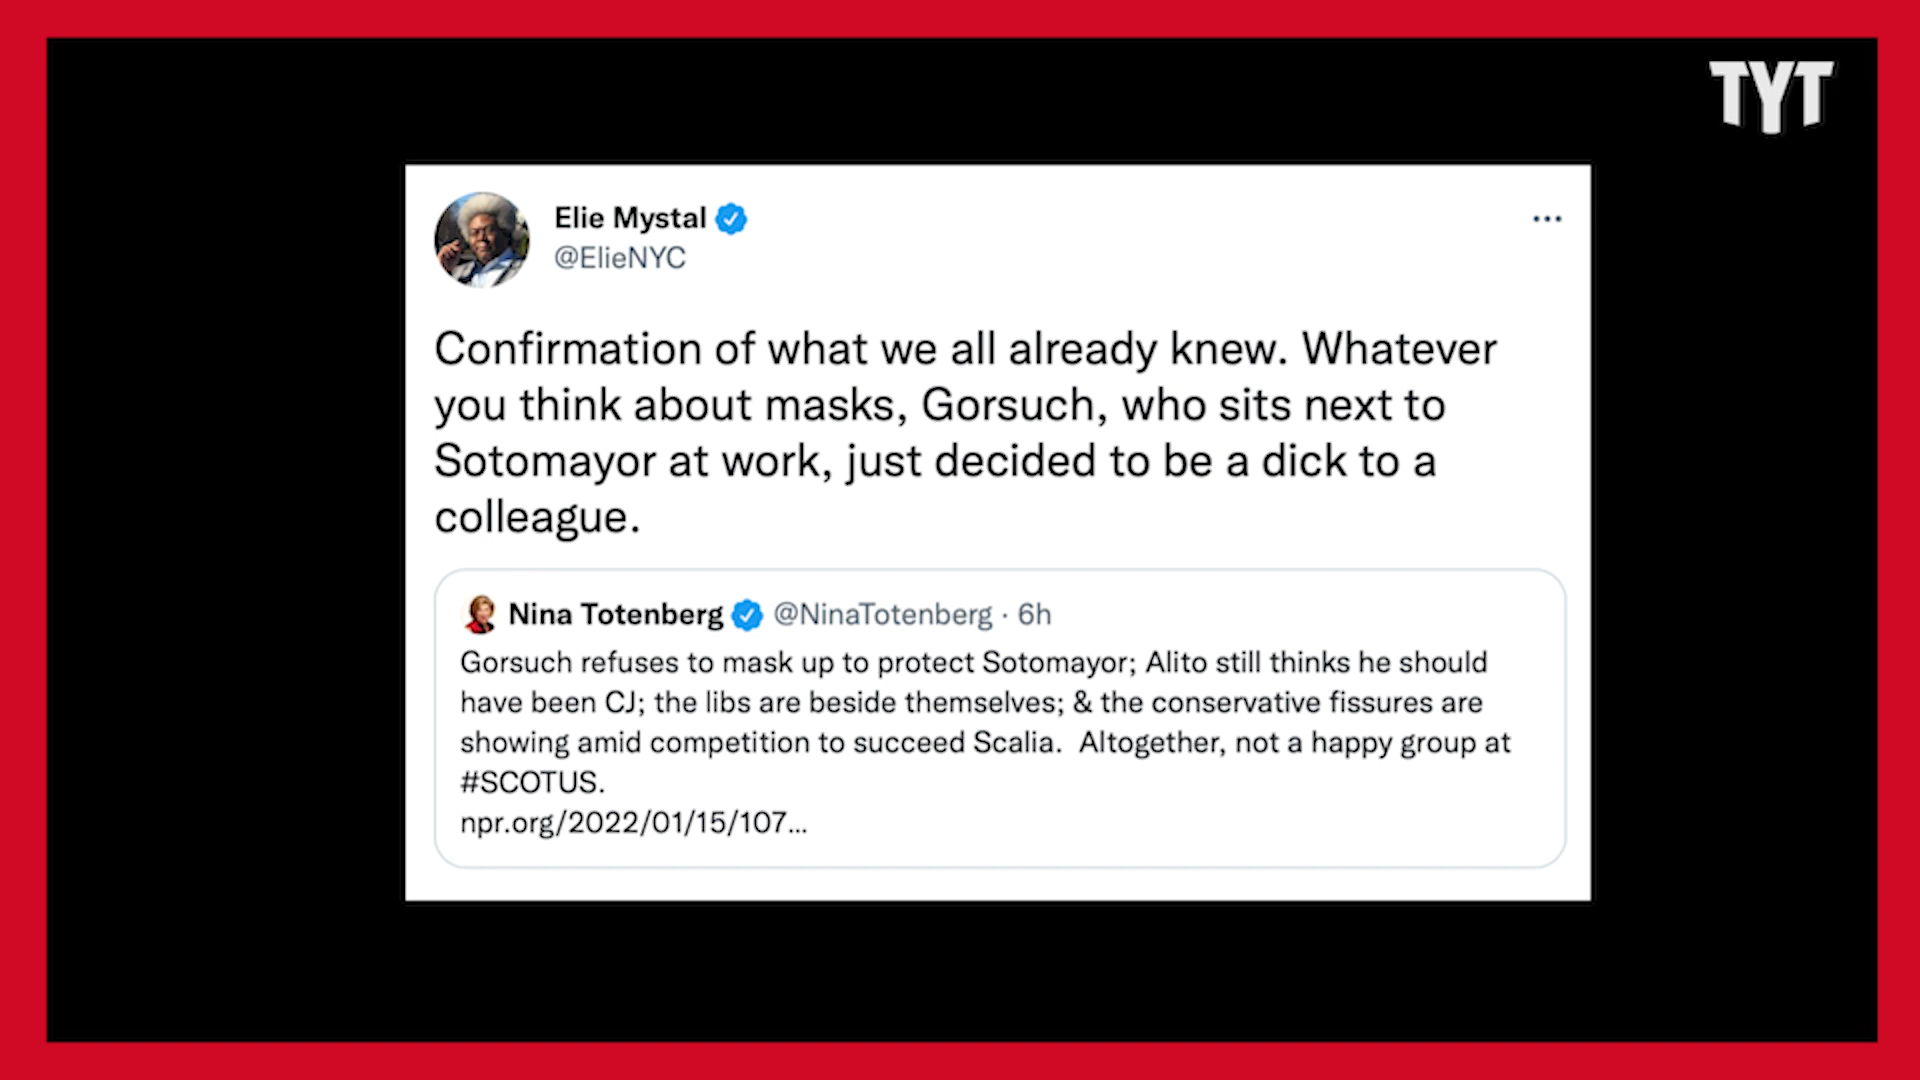 TYT
Elie Mystal
@ElieNYC
Confirmation of what we all already knew. Whatever
you think about masks, Gorsuch, who sits next to
Sotomayor at work, just decided to be a dick to a
colleague.
Nina Totenberg @NinaTotenberg · 6h
Gorsuch refuses to mask up to protect Sotomayor; Alito still thinks he should
have been CJ; the libs are beside themselves; & the conservative fissures are
showing amid competition to succeed Scalia.  Altogether, not a happy group at
#SCOTUS.
npr.org/2022/01/15/107...